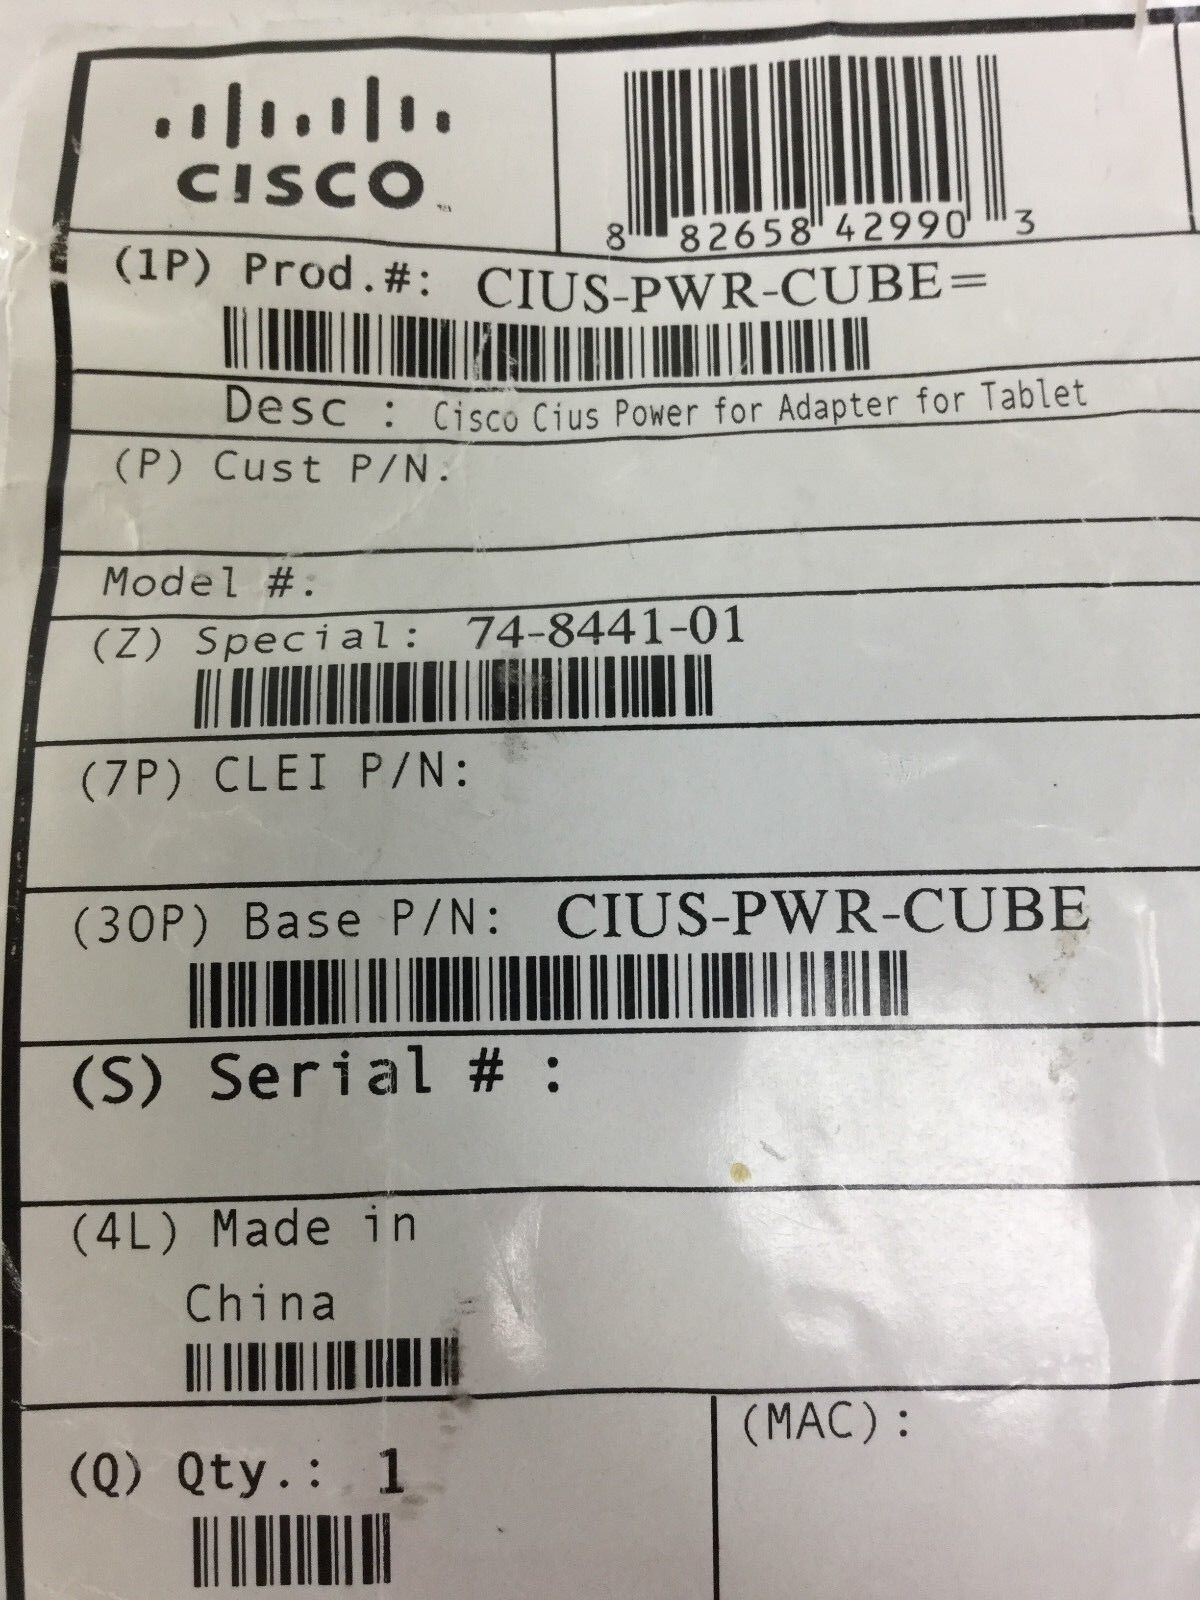 CISCO
8 82658 42990 3
(1P) Prod.#: CIUS-PWR-CUBE=
Desc : Cisco Cius Power for Adapter for Tablet
(P) Cust P/N:
Model #:
(Z) Special: 74-8441-01
(7P) CLEI P/N:
(30P) Base P/N: CIUS-PWR-CUBE
(S) Serial # :
(4L) Made in
China
(Q) Qty.: 1
(MAC):